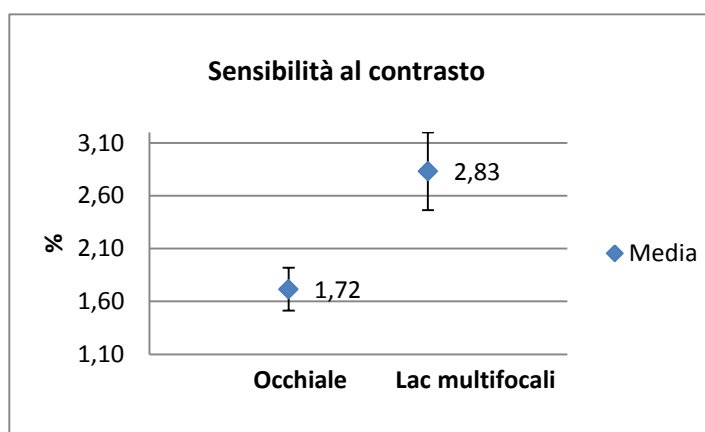 Sensibilità al contrasto
3,10
2,60
2,10
1,60
1,10
%
2,83
1,72
Media
Occhiale
Lac multifocali